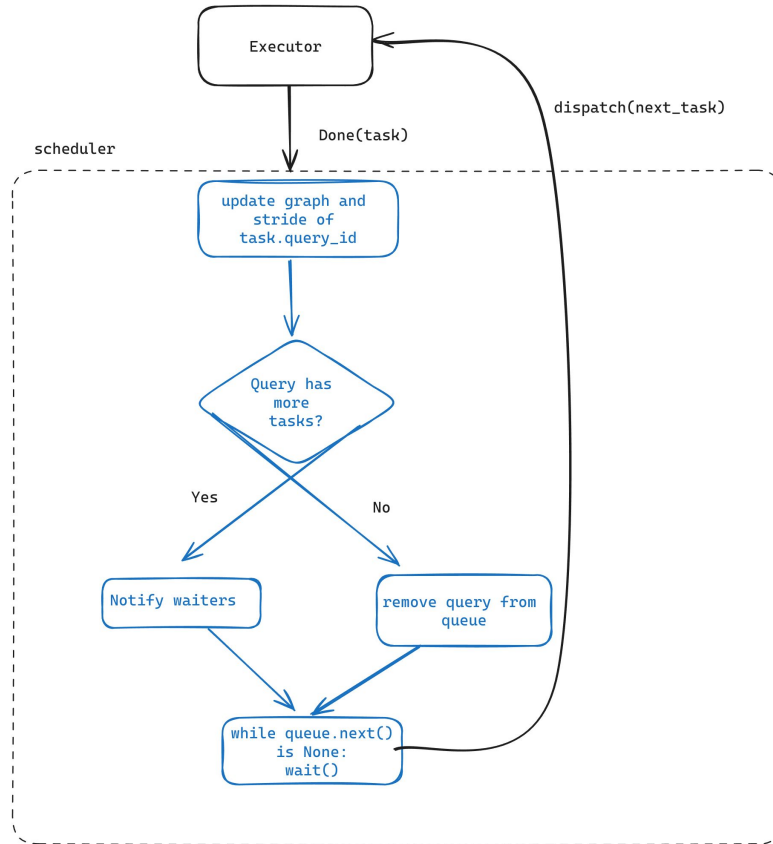 Executor
dispatch(next_task)
Done(task)
scheduler
update graph and
stride of
task.query_id
Query has
more
tasks?
Yes
No
Notify waiters
remove query from
queue
while queue.next()
is None:
wait()